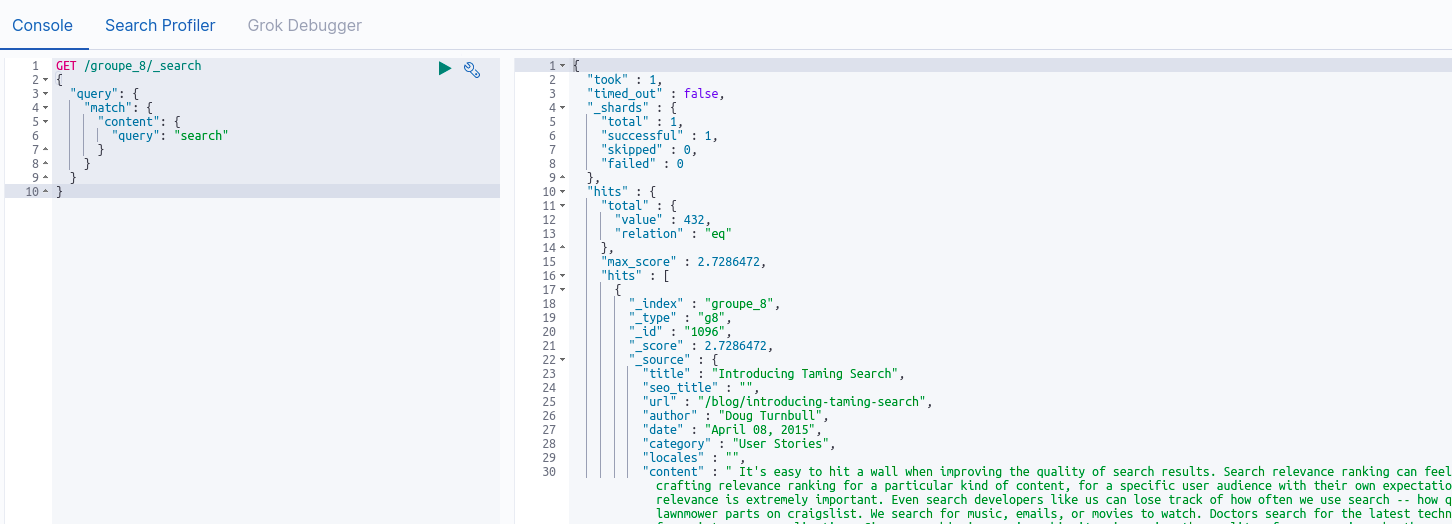 Console Search Profiler Grok Debugger
1 GET /groupe_8/_search
2 {
3 "query": {
4 "match": {
5 "content": {
6 "query": "search"
7 }
8 }
9 }
10 }
1 {
2 "took" : 1,
3 "timed_out" : false,
4 "_shards" : {
5 "total" : 1,
6 "successful" : 1,
7 "skipped" : 0,
8 "failed" : 0
9 },
10 "hits" : {
11 "total" : {
12 "value" : 432,
13 "relation" : "eq"
14 },
15 "max_score" : 2.7286472,
16 "hits" : [
17 {
18 "_index" : "groupe_8",
19 "_type" : "g8",
20 "_id" : "1096",
21 "_score" : 2.7286472,
22 "_source" : {
23 "title" : "Introducing Taming Search",
24 "seo_title" : "",
25 "url" : "/blog/introducing-taming-search",
26 "author" : "Doug Turnbull",
27 "date" : "April 08, 2015",
28 "category" : "User Stories",
29 "locales" : "",
30 "content" : " It's easy to hit a wall when improving the quality of search results. Search relevance ranking can feel
crafting relevance ranking for a particular kind of content, for a specific user audience with their own expectatio
relevance is extremely important. Even search developers like us can lose track of how often we use search -- how q
lawnmower parts on craigslist. We search for music, emails, or movies to watch. Doctors search for the latest techn